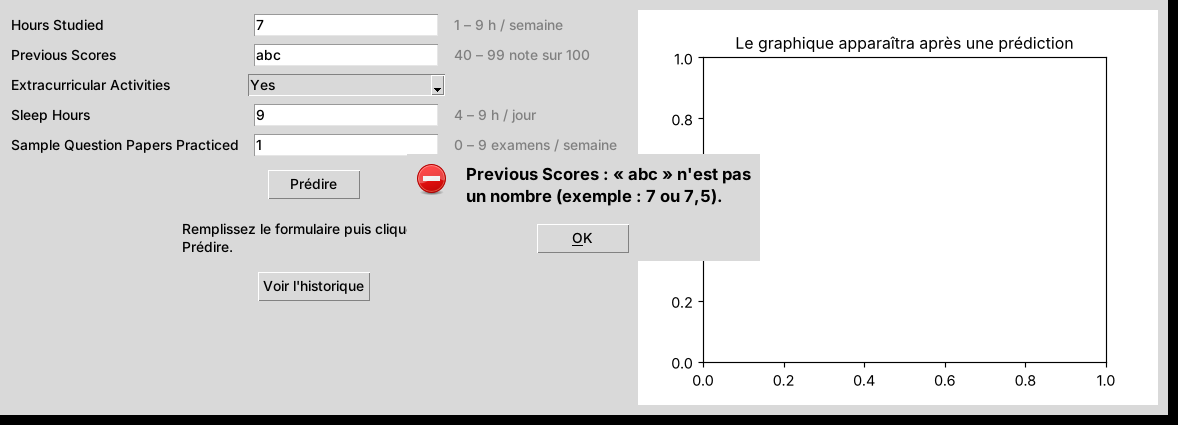 Hours Studied 7 1 – 9 h / semaine
Previous Scores abc 40 – 99 note sur 100
Extracurricular Activities Yes
Sleep Hours 9 4 – 9 h / jour
Sample Question Papers Practiced 1 0 – 9 examens / semaine
Prédire
Remplissez le formulaire puis cliqu
Prédire.
Voir l'historique
Previous Scores : « abc » n'est pas
un nombre (exemple : 7 ou 7,5).
OK
Le graphique apparaîtra après une prédiction
1.0
0.8
0.2
0.0
0.0 0.2 0.4 0.6 0.8 1.0